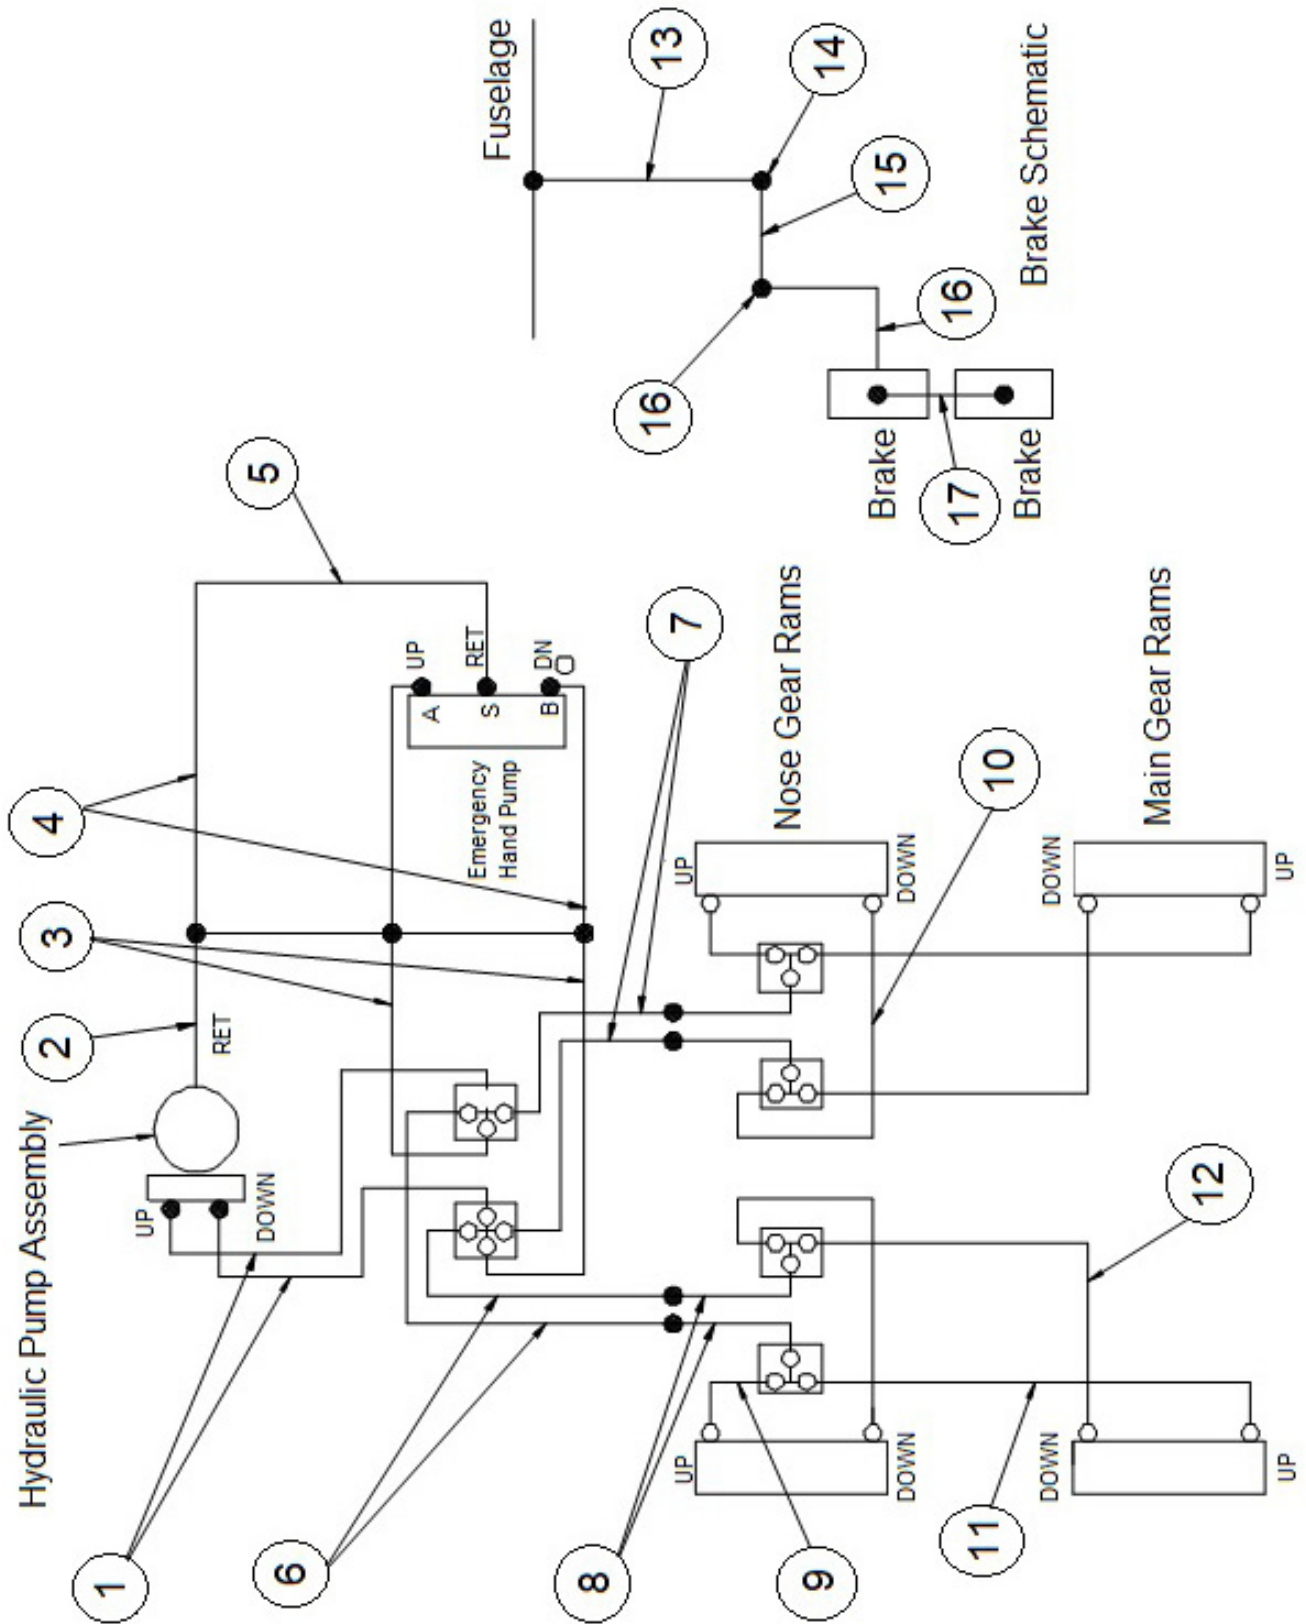 Hydraulic Pump Assembly
1
2
3
4
5
UP
DOWN
RET
UP
RET
DN
A
S
B
Emergency
Hand Pump
6
7
8
UP
DOWN
UP
DOWN
Nose Gear Rams
9
10
11
12
DOWN
UP
DOWN
UP
Main Gear Rams
Fuselage
13
14
15
16
16
17
Brake
Brake
Brake Schematic